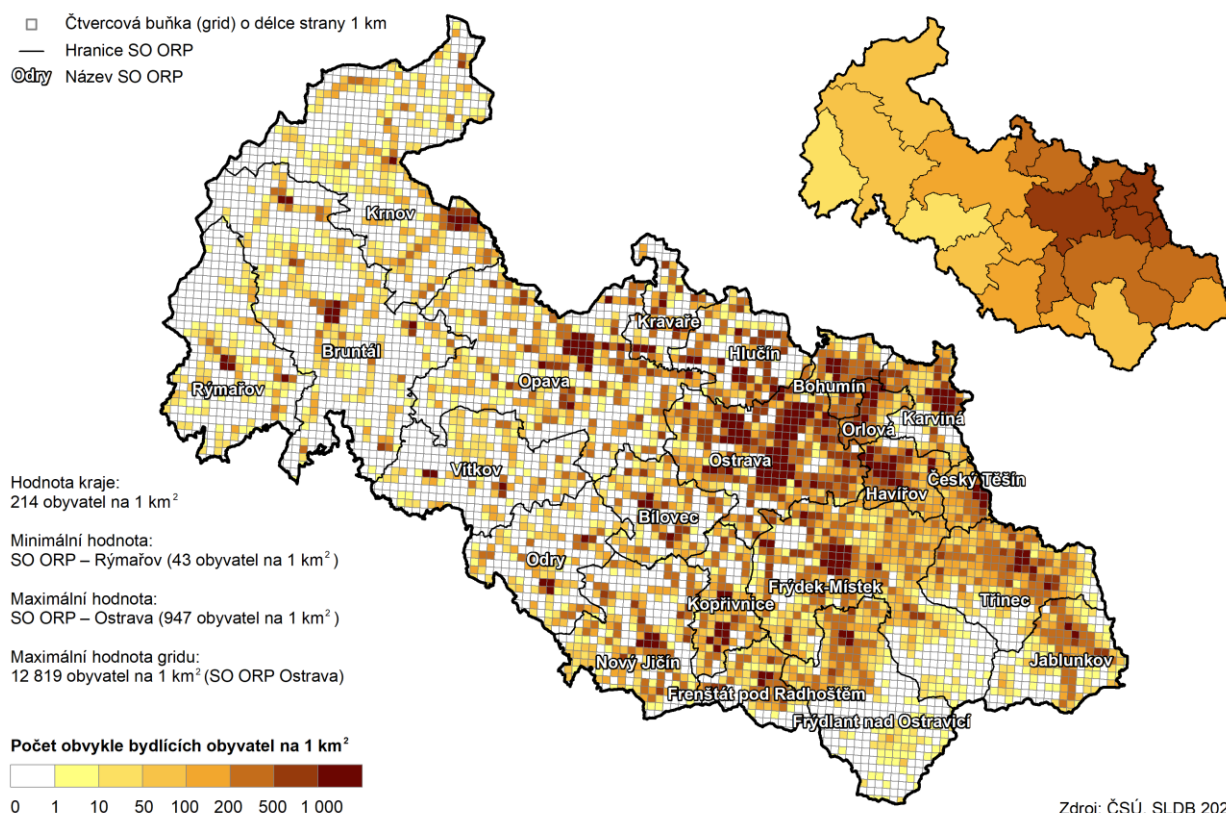 Čtvercová buňka (grid) o délce strany 1 km
Hranice SO ORP
Odry Název SO ORP
Krnov
Kravaře
Hlučín
Bruntál
Opava
Rýmařov
Bohumín
Karviná
Orlová
Ostrava
Vítkov
Havířov
Český Těšín
Bílovec
Odry
Frýdek-Místek
Třinec
Kopřivnice
Nový Jičín
Jablunkov
Frenštát pod Radhoštěm
Frýdlant nad Ostravicí
Hodnota kraje:
214 obyvatel na 1 km²
Minimální hodnota:
SO ORP – Rýmařov (43 obyvatel na 1 km²)
Maximální hodnota:
SO ORP – Ostrava (947 obyvatel na 1 km²)
Maximální hodnota gridu:
12 819 obyvatel na 1 km² (SO ORP Ostrava)
Počet obvykle bydlících obyvatel na 1 km²
0 1 10 50 100 200 500 1 000
Zdroj: ČSÚ, SLDB 202